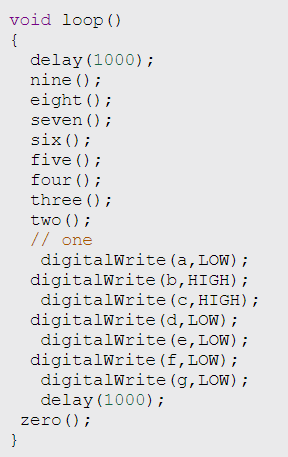 void loop()
{
delay(1000);
nine();
eight();
seven();
six();
five();
four();
three();
two();
// one
digitalWrite(a,LOW);
digitalWrite(b,HIGH);
digitalWrite(c,HIGH);
digitalWrite(d,LOW);
digitalWrite(e,LOW);
digitalWrite(f,LOW);
digitalWrite(g,LOW);
delay(1000);
zero();
}